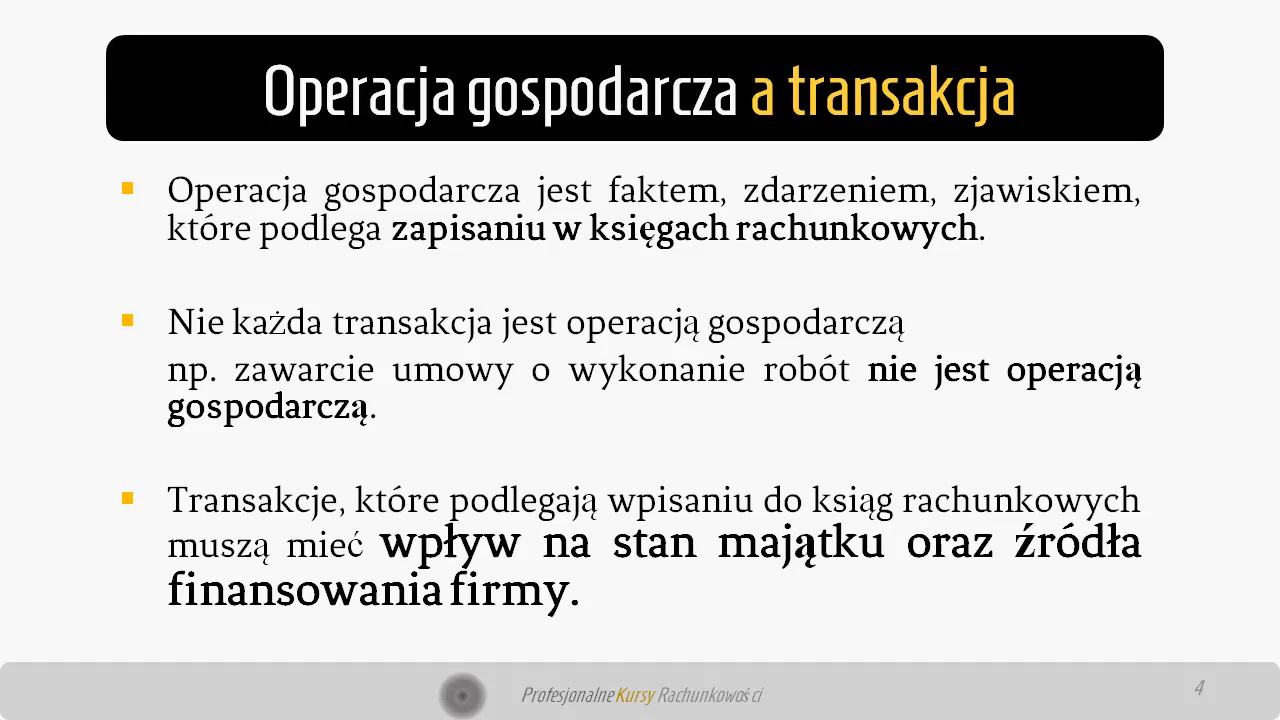 Operacja gospodarcza a transakcja
Operacja gospodarcza jest faktem, zdarzeniem, zjawiskiem,
które podlega zapisaniu w księgach rachunkowych.
Nie każda transakcja jest operacją gospodarczą
np. zawarcie umowy o wykonanie robót nie jest operacją
gospodarczą.
Transakcje, które podlegają wpisaniu do ksiąg rachunkowych
muszą mieć wpływ na stan majątku oraz źródła
finansowania firmy.
Profesjonalne Kursy Rachunkowości
4